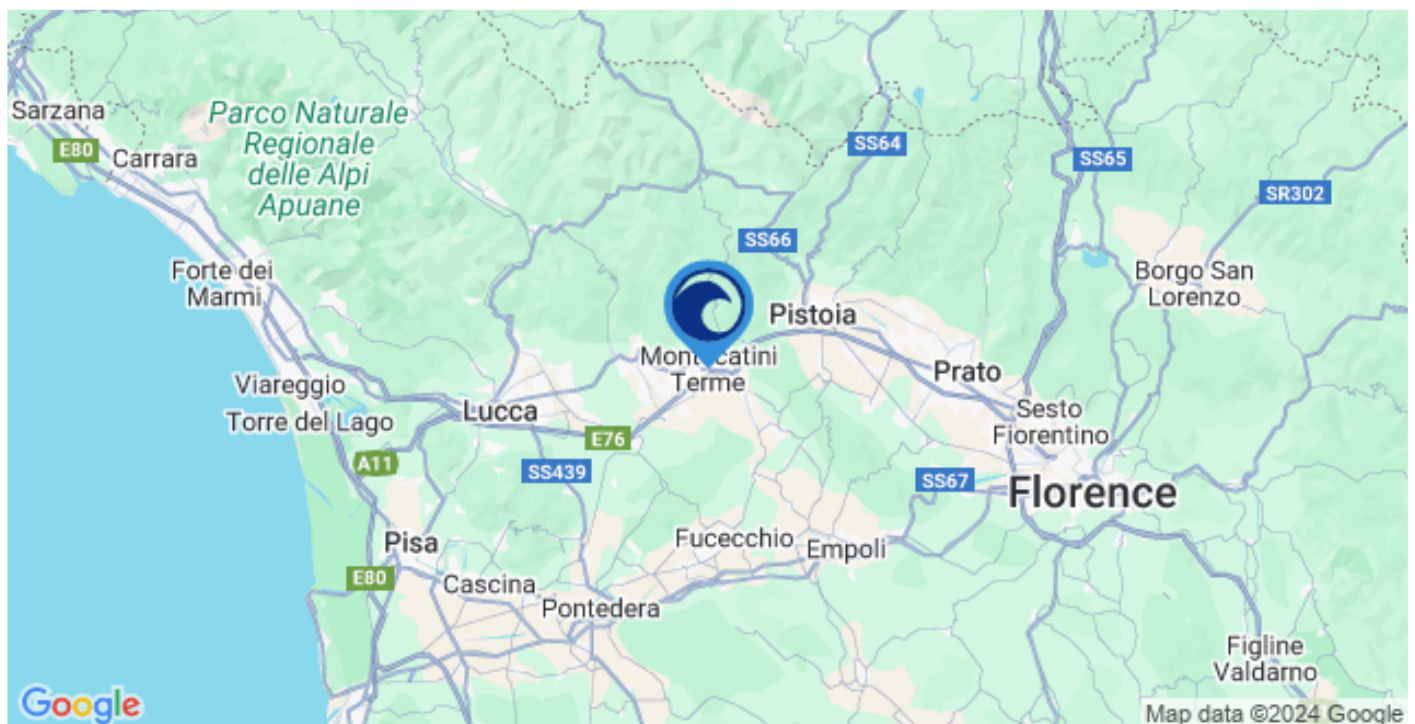 Sarzana
E80
Carrara
Parco Naturale
Regionale
delle Alpi
Apuane
SS64
SS65
SR302
SS66
Forte dei
Marmi
Borgo San
Lorenzo
Pistoia
Montecatini
Terme
Viareggio
Prato
Torre del Lago
Lucca
Sesto
Fiorentino
E76
A11
SS439
SS67
Florence
Pisa
Fucecchio
Empoli
E80
Cascina
Pontedera
Figline
Valdarno
Google
Map data ©2024 Google